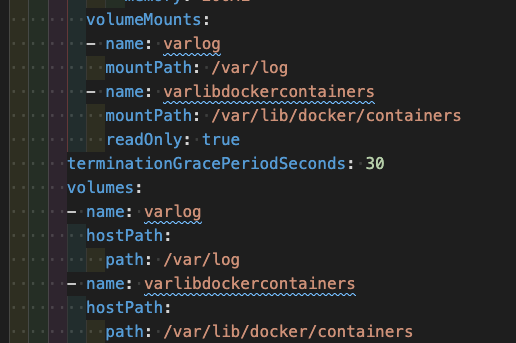 volumeMounts:
- name: varlog
mountPath: /var/log
- name: varlibdockercontainers
mountPath: /var/lib/docker/containers
readOnly: true
terminationGracePeriodSeconds: 30
volumes:
- name: varlog
hostPath:
path: /var/log
- name: varlibdockercontainers
hostPath:
path: /var/lib/docker/containers